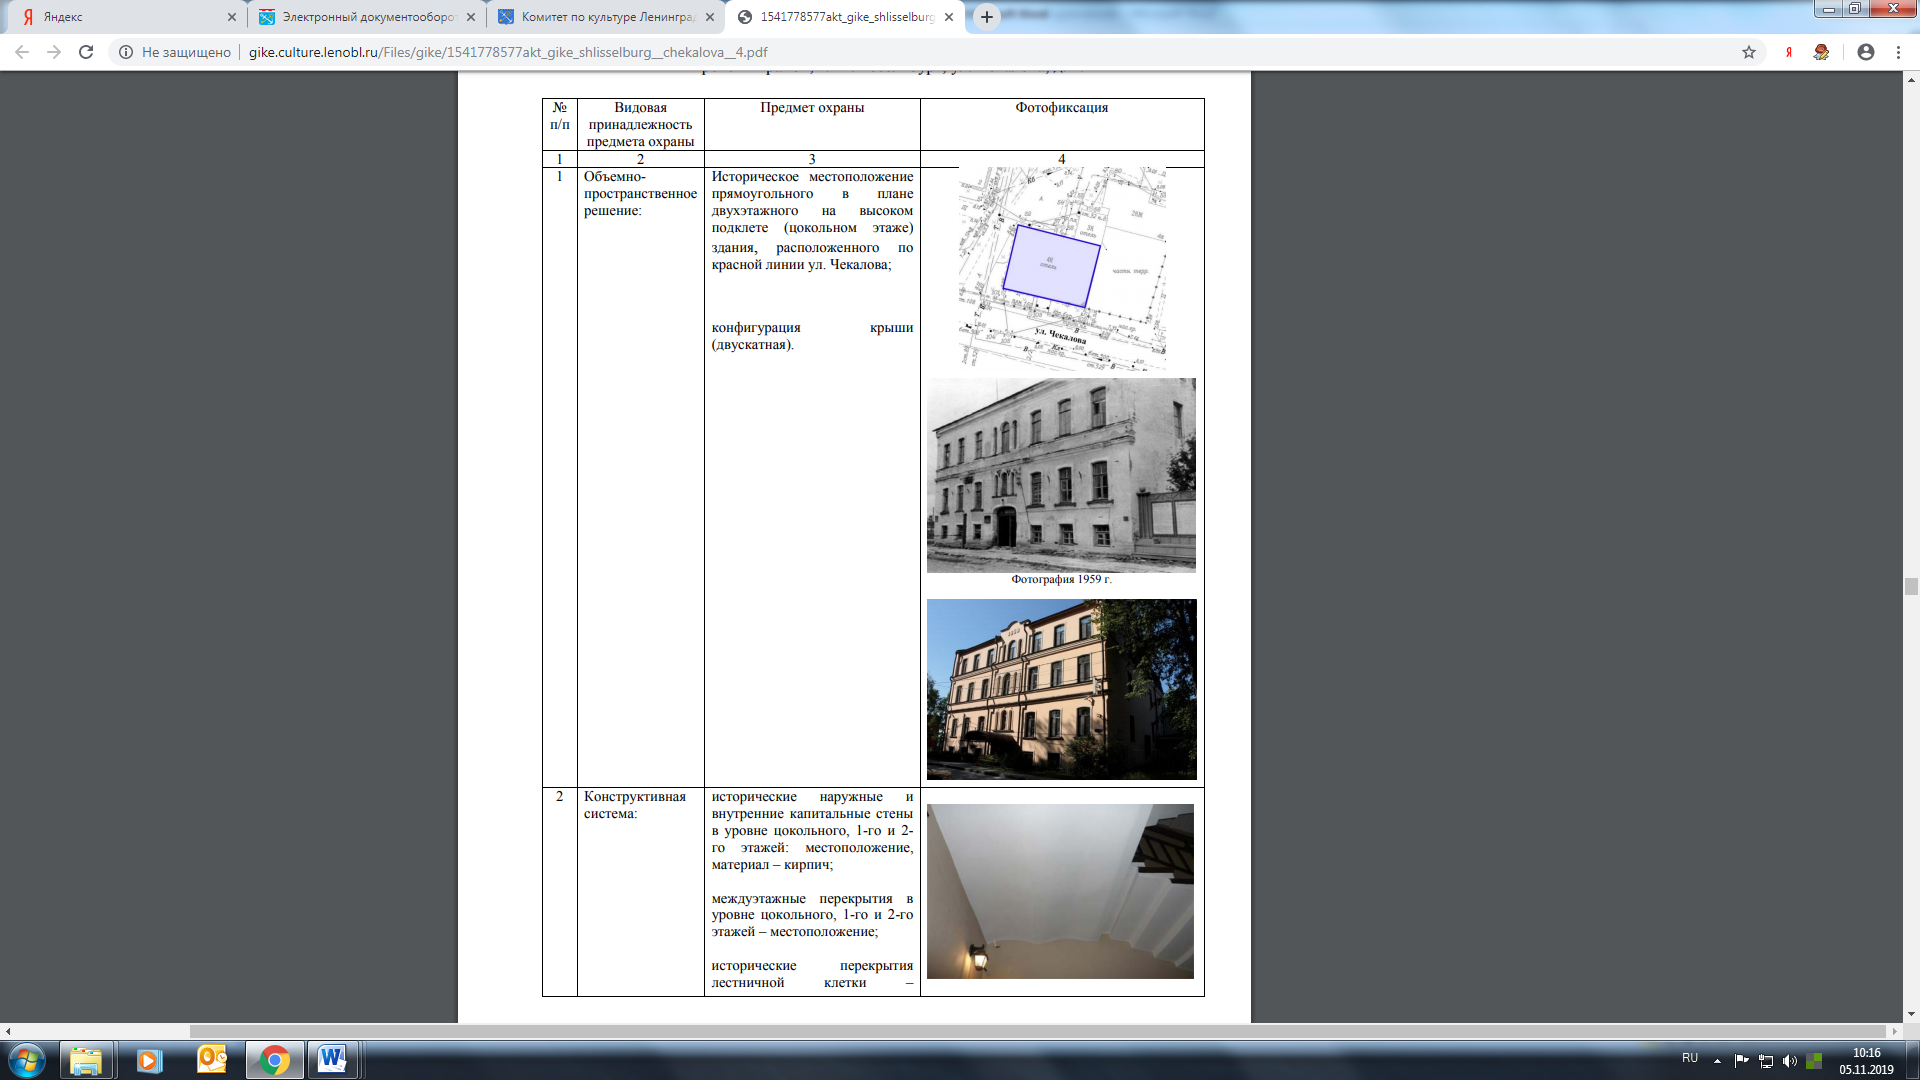 Яндекс
Электронный документооборот
Комитет по культуре Ленинград
1541778577akt_gike_shlisselburg
Не защищено
gike.culture.lenobl.ru/Files/gike/1541778577akt_gike_shlisselburg__chekalova__4.pdf
№ п/п
Видовая принадлежность предмета охраны
Предмет охраны
Фотофиксация
1
2
3
4
1
Объемно-
пространственное
решение:
Историческое местоположение
прямоугольного в плане
двухэтажного на высоком
подклете (цокольном этаже)
здания, расположенного по
красной линии ул. Чекалова;
конфигурация крыши
(двускатная).
ул. Чекалова
Фотография 1959 г.
2
Конструктивная
система:
исторические наружные и
внутренние капитальные стены
в уровне цокольного, 1-го и 2-
го этажей: местоположение,
материал – кирпич;
междуэтажные перекрытия в
уровне цокольного, 1-го и 2-го
этажей – местоположение;
исторические перекрытия
лестничной клетки –
RU
10:16
05.11.2019